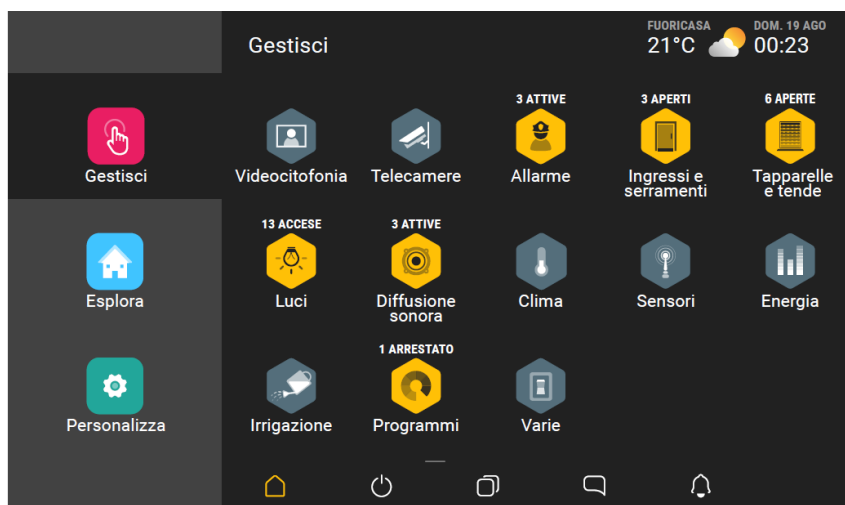 Gestisci
FUORICASA
21°C
DOM. 19 AGO
00:23
Gestisci
Videocitofonia
Telecamere
3 ATTIVE
Allarme
3 APERTI
Ingressi e
serramenti
6 APERTE
Tapparelle
e tende
Esplora
13 ACCESE
Luci
3 ATTIVE
Diffusione
sonora
Clima
Sensori
Energia
Personalizza
Irrigazione
1 ARRESTATO
Programmi
Varie